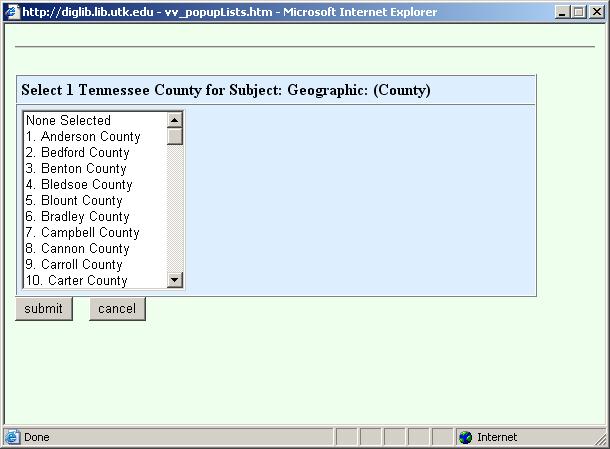 http://diglib.lib.utk.edu - vv_popupLists.htm - Microsoft Internet Explorer
Select 1 Tennessee County for Subject: Geographic: (County)
None Selected
1. Anderson County
2. Bedford County
3. Benton County
4. Bledsoe County
5. Blount County
6. Bradley County
7. Campbell County
8. Cannon County
9. Carroll County
10. Carter County
submit cancel
Done Internet